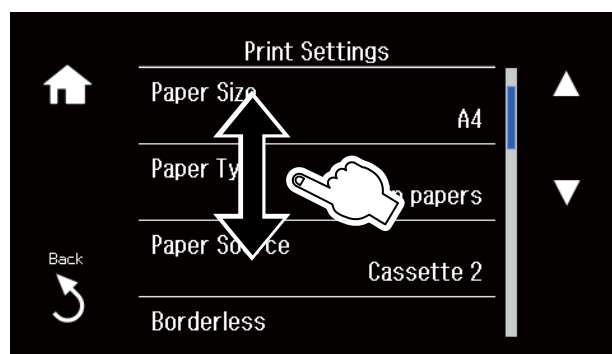 Print Settings
Paper Size
A4
Paper
papers
Paper
Cassette 2
Back
Borderless